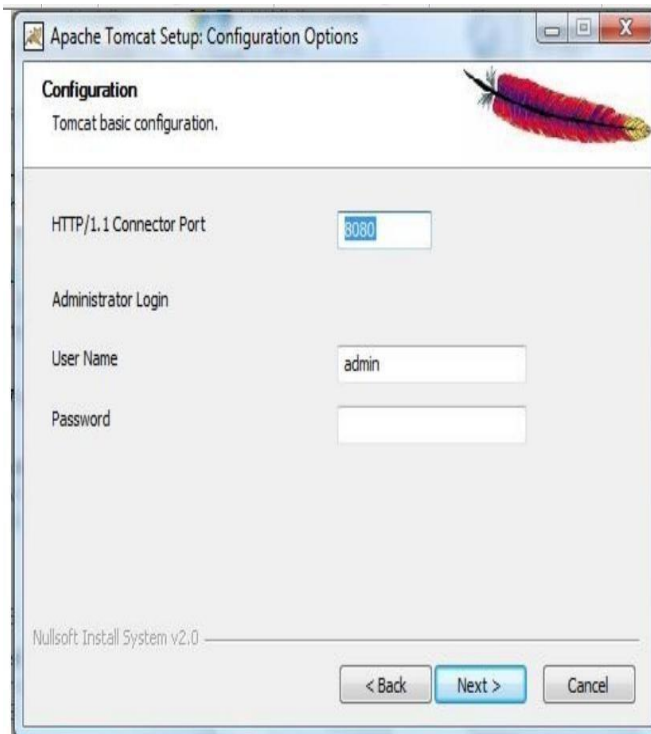 Apache Tomcat Setup: Configuration Options
Configuration
Tomcat basic configuration.
HTTP/1.1 Connector Port
8080
Administrator Login
User Name
admin
Password
Nullsoft Install System v2.0
< Back
Next >
Cancel